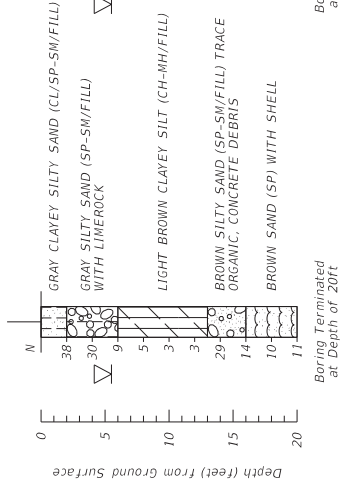 Depth (feet) from Ground Surface
0
5
10
15
20
N
38
30
9
5
3
3
29
14
10
11
GRAY CLAYEY SILTY SAND (CL/SP-SM/FILL)
GRAY SILTY SAND (SP-SM/FILL)
WITH LIMEROCK
LIGHT BROWN CLAYEY SILT (CH-MH/FILL)
BROWN SILTY SAND (SP-SM/FILL) TRACE
ORGANIC, CONCRETE DEBRIS
BROWN SAND (SP) WITH SHELL
Boring Terminated
at Depth of 20ft
Bo
a